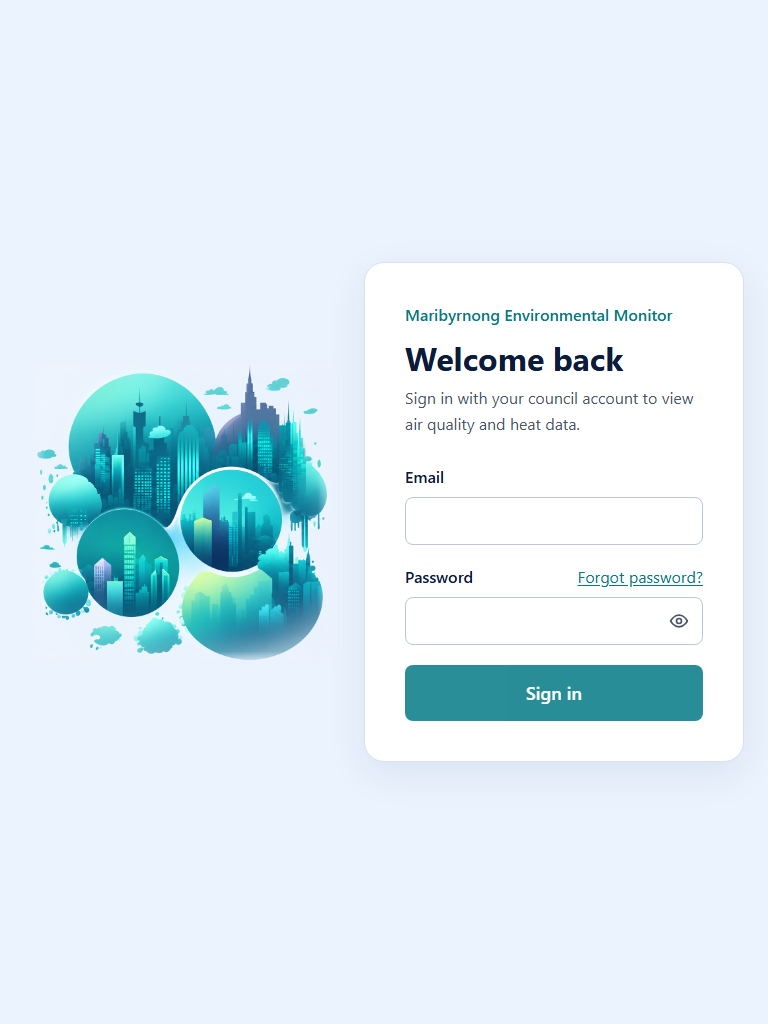 Maribyrnong Environmental Monitor
Welcome back
Sign in with your council account to view
air quality and heat data.
Email
Password
Forgot password?
Sign in